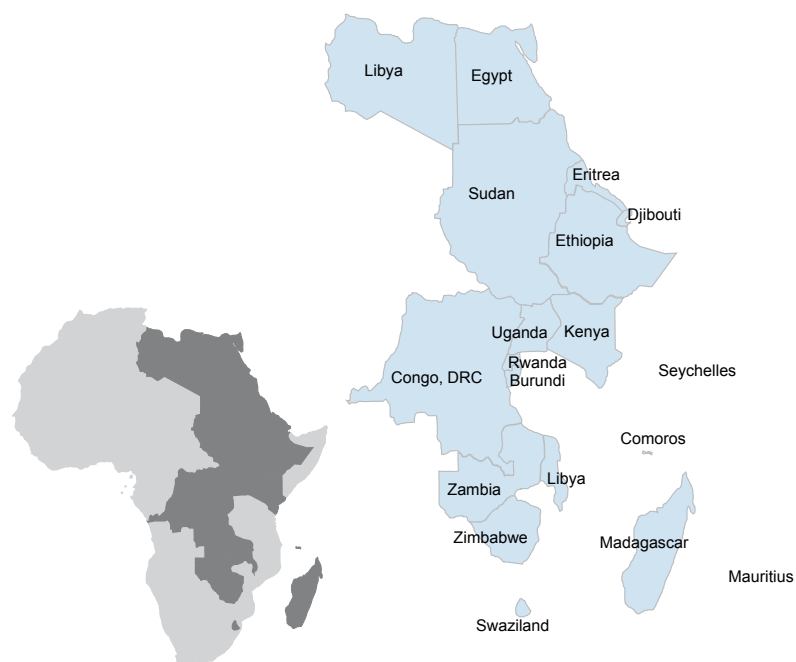 Libya
Egypt
Sudan
Eritrea
Djibouti
Ethiopia
Uganda
Kenya
Rwanda
Congo, DRC
Burundi
Seychelles
Comoros
Zambia
Libya
Zimbabwe
Madagascar
Mauritius
Swaziland